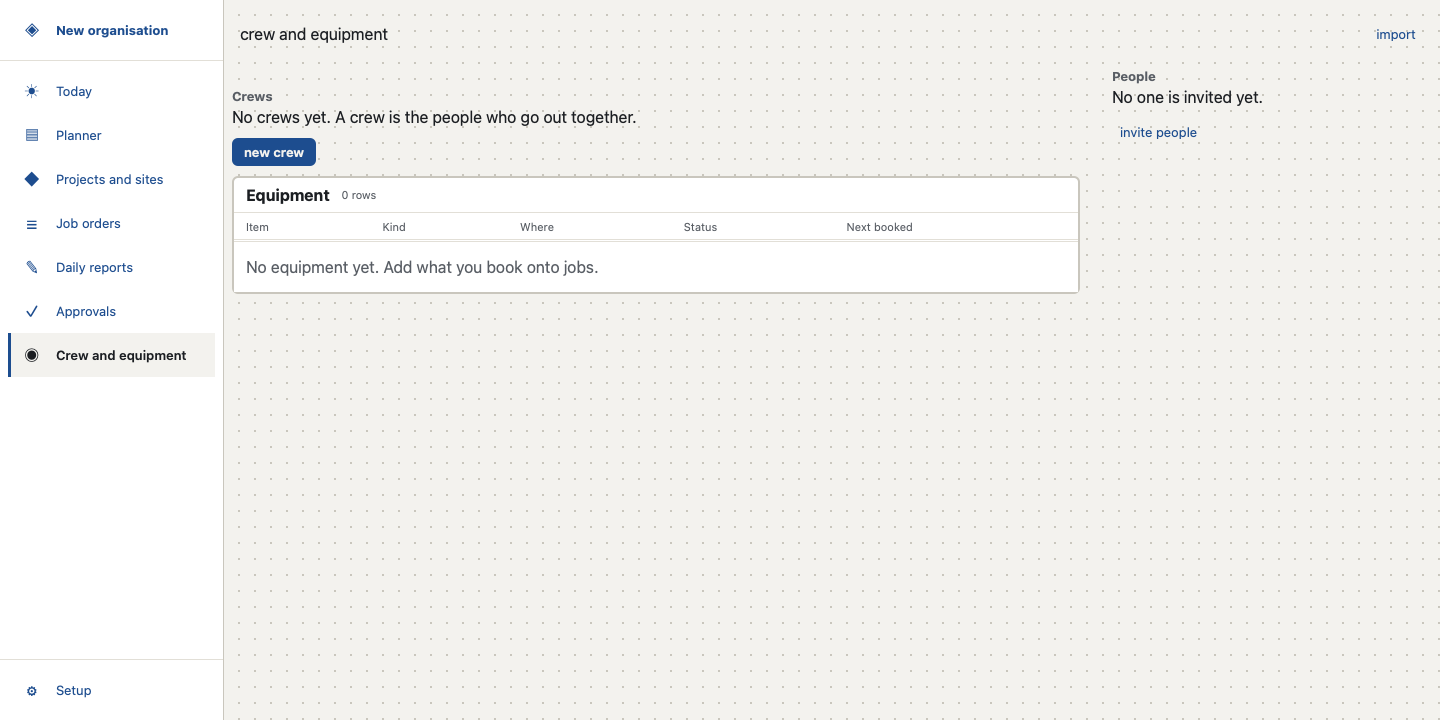 New organisation
Today
Planner
Projects and sites
Job orders
Daily reports
Approvals
Crew and equipment
Setup
crew and equipment
import
Crews
No crews yet. A crew is the people who go out together.
new crew
Equipment 0 rows
Item Kind Where Status Next booked
No equipment yet. Add what you book onto jobs.
People
No one is invited yet.
invite people